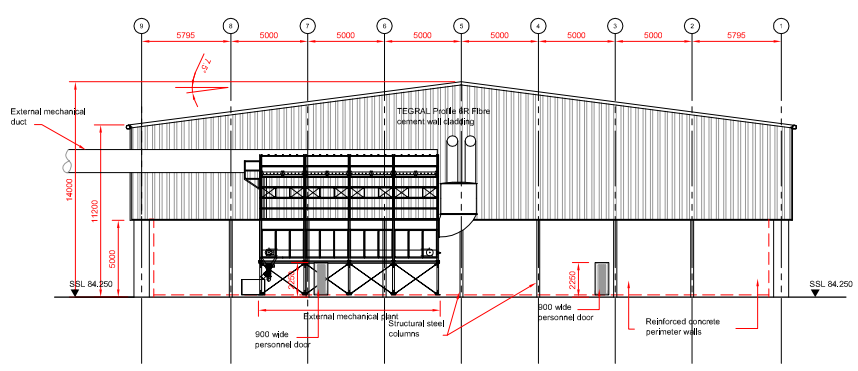 9 8 7 6 5 4 3 2 1
5795 5000 5000 5000 5000 5000 5000 5795
7.5°
External mechanical
duct
TEGRAL Profile 6R Fibre
cement wall cladding
14000
11200
5000
2250
2250
SSL 84.250
SSL 84.250
External mechanical plant
900 wide
personnel door
Structural steel
columns
900 wide
personnel door
Reinforced concrete
perimeter walls